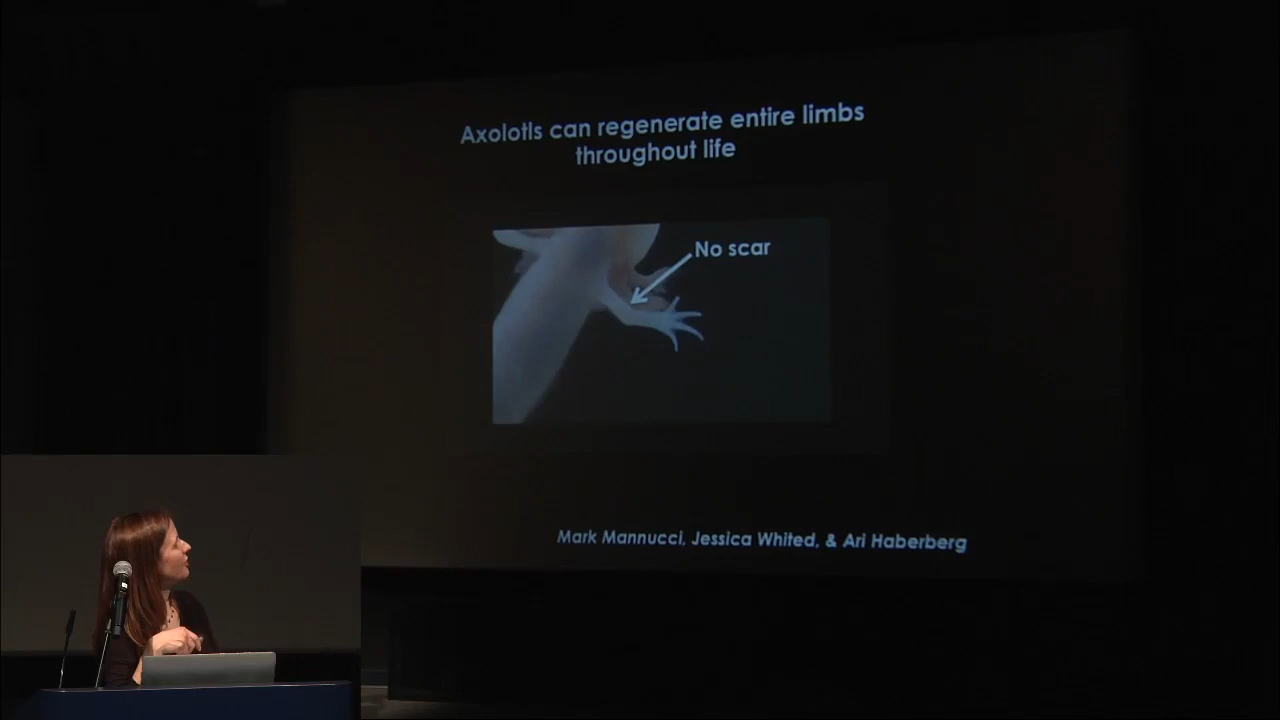 Axolotls can regenerate entire limbs
throughout life
No scar
Mark Mannucci, Jessica Whited, & Ari Haberberg